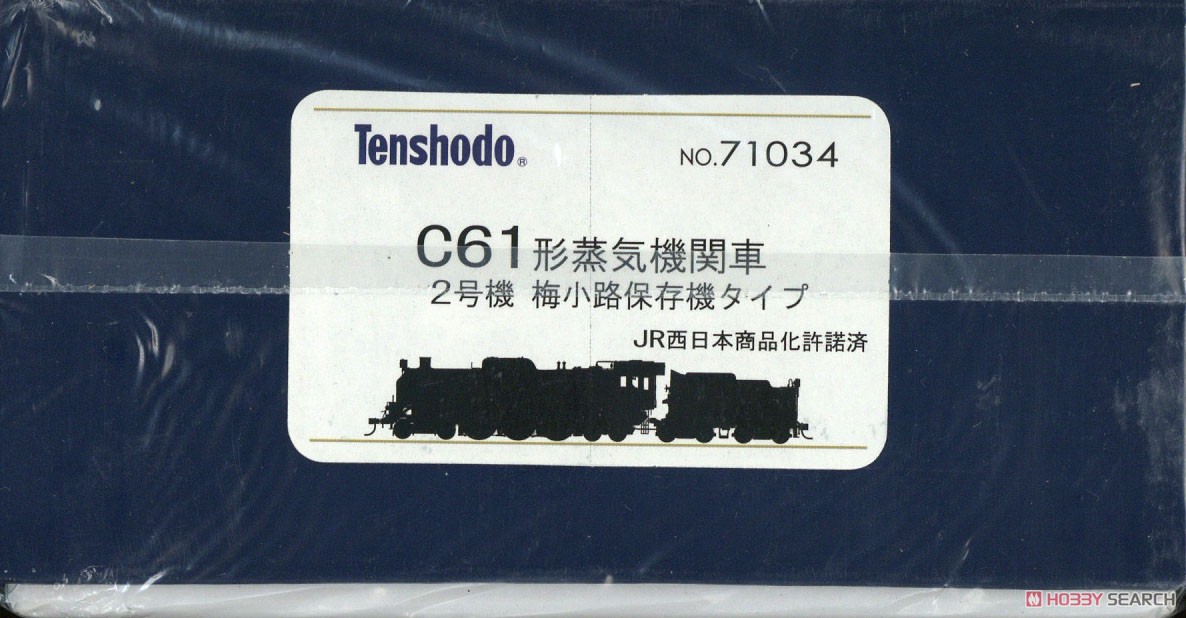 Tenshodo®
NO.71034
C61形蒸気機関車
2号機 梅小路保存機タイプ
JR西日本商品化許諾済
HOBBY SEARCH